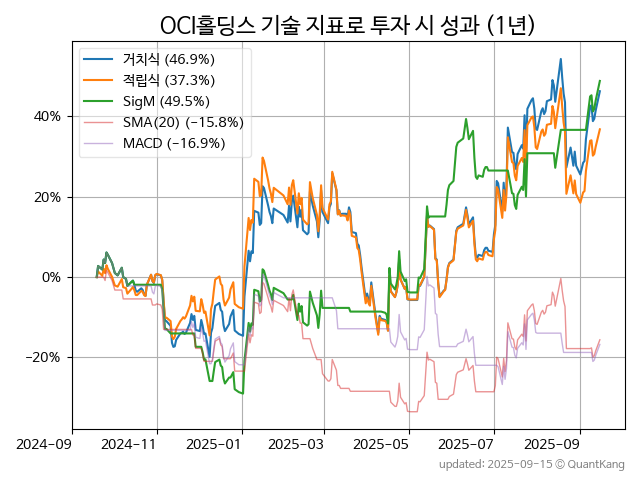 OCI홀딩스 기술 지표로 투자 시 성과 (1년)
거치식 (46.9%)
적립식 (37.3%)
SigM (49.5%)
SMA(20) (−15.8%)
MACD (−16.9%)
40%
20%
0%
−20%
2024-09 2024-11 2025-01 2025-03 2025-05 2025-07 2025-09
updated: 2025-09-15 © QuantKang